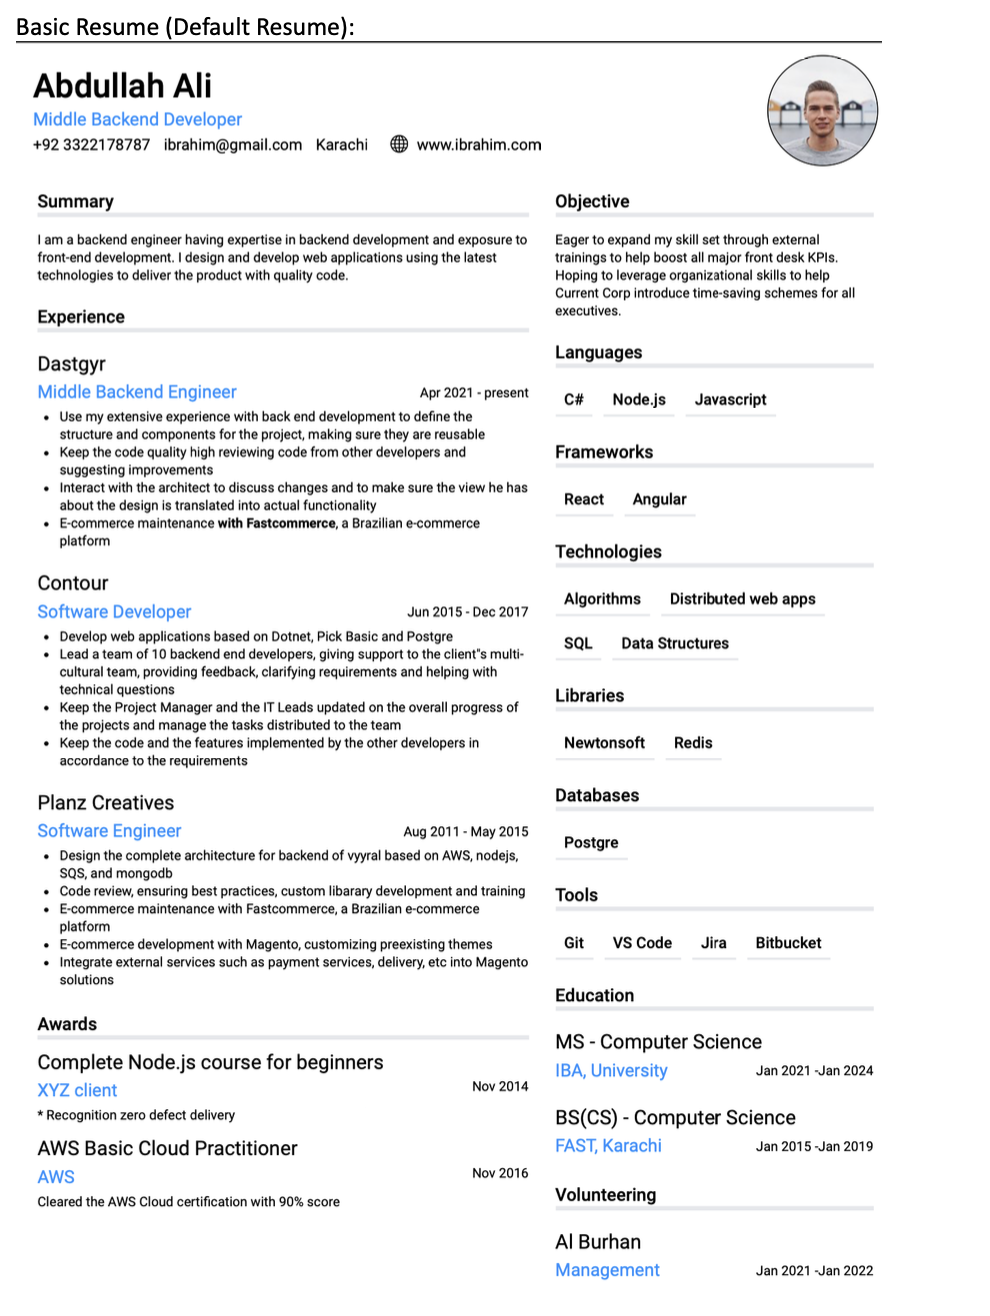 Basic Resume (Default Resume):
Abdullah Ali
Middle Backend Developer
+92 3322178787 ibrahim@gmail.com Karachi www.ibrahim.com
Summary
I am a backend engineer having expertise in backend development and exposure to
front-end development. I design and develop web applications using the latest
technologies to deliver the product with quality code.
Experience
Dastgyr
Middle Backend Engineer Apr 2021 - present
• Use my extensive experience with back end development to define the
structure and components for the project, making sure they are reusable
• Keep the code quality high reviewing code from other developers and
suggesting improvements
• Interact with the architect to discuss changes and to make sure the view he has
about the design is translated into actual functionality
• E-commerce maintenance with Fastcommerce, a Brazilian e-commerce
platform
Contour
Software Developer Jun 2015 - Dec 2017
• Develop web applications based on Dotnet, Pick Basic and Postgre
• Lead a team of 10 backend end developers, giving support to the client"s multi-
cultural team, providing feedback, clarifying requirements and helping with
technical questions
• Keep the Project Manager and the IT Leads updated on the overall progress of
the projects and manage the tasks distributed to the team
• Keep the code and the features implemented by the other developers in
accordance to the requirements
Planz Creatives
Software Engineer Aug 2011 - May 2015
• Design the complete architecture for backend of vyyral based on AWS, nodejs,
SQS, and mongodb
• Code review, ensuring best practices, custom libarary development and training
• E-commerce maintenance with Fastcommerce, a Brazilian e-commerce
platform
• E-commerce development with Magento, customizing preexisting themes
• Integrate external services such as payment services, delivery, etc into Magento
solutions
Awards
Complete Node.js course for beginners
XYZ client Nov 2014
* Recognition zero defect delivery
AWS Basic Cloud Practitioner
AWS Nov 2016
Cleared the AWS Cloud certification with 90% score
Objective
Eager to expand my skill set through external
trainings to help boost all major front desk KPIs.
Hoping to leverage organizational skills to help
Current Corp introduce time-saving schemes for all
executives.
Languages
C# Node.js Javascript
Frameworks
React Angular
Technologies
Algorithms Distributed web apps
SQL Data Structures
Libraries
Newtonsoft Redis
Databases
Postgre
Tools
Git VS Code Jira Bitbucket
Education
MS - Computer Science
IBA, University Jan 2021 -Jan 2024
BS(CS) - Computer Science
FAST, Karachi Jan 2015 -Jan 2019
Volunteering
Al Burhan
Management Jan 2021 -Jan 2022